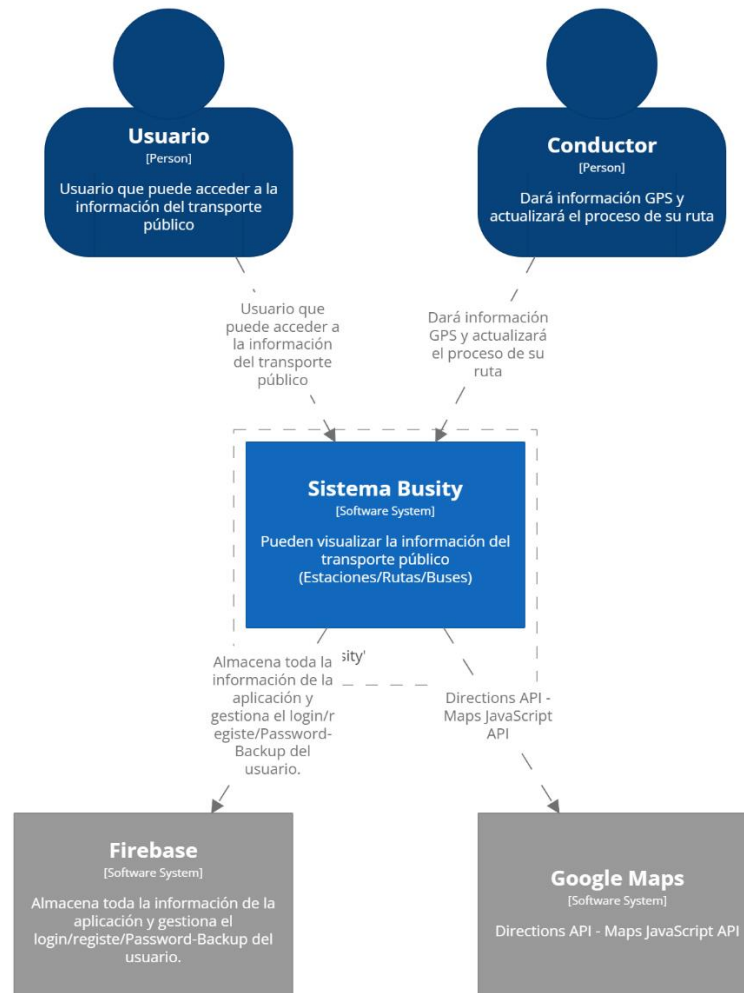 Usuario
[Person]
Usuario que puede acceder a la
información del transporte
público
Conductor
[Person]
Dará información GPS y
actualizará el proceso de su ruta
Usuario que
puede acceder a
la información
del transporte
público
Dará información
GPS y actualizará
el proceso de su
ruta
Sistema Busity
[Software System]
Pueden visualizar la información del
transporte público
(Estaciones/Rutas/Buses)
sity'
Almacena toda la
información de la
aplicación y
gestiona el login/r
egiste/Password-
Backup del
usuario.
Directions API -
Maps JavaScript
API
Firebase
[Software System]
Almacena toda la información de la
aplicación y gestiona el
login/registe/Password-Backup del
usuario.
Google Maps
[Software System]
Directions API - Maps JavaScript API